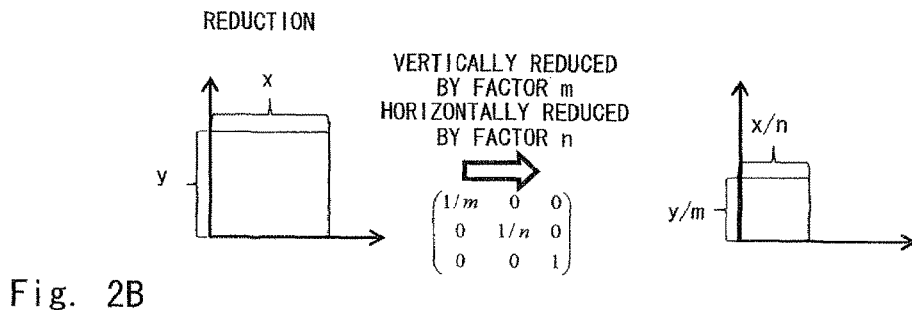 REDUCTION
VERTICALLY REDUCED
BY FACTOR m
HORIZONTALLY REDUCED
BY FACTOR n
x
y
1/m 0 0
0 1/n 0
0 0 1
x/n
y/m
Fig. 2B